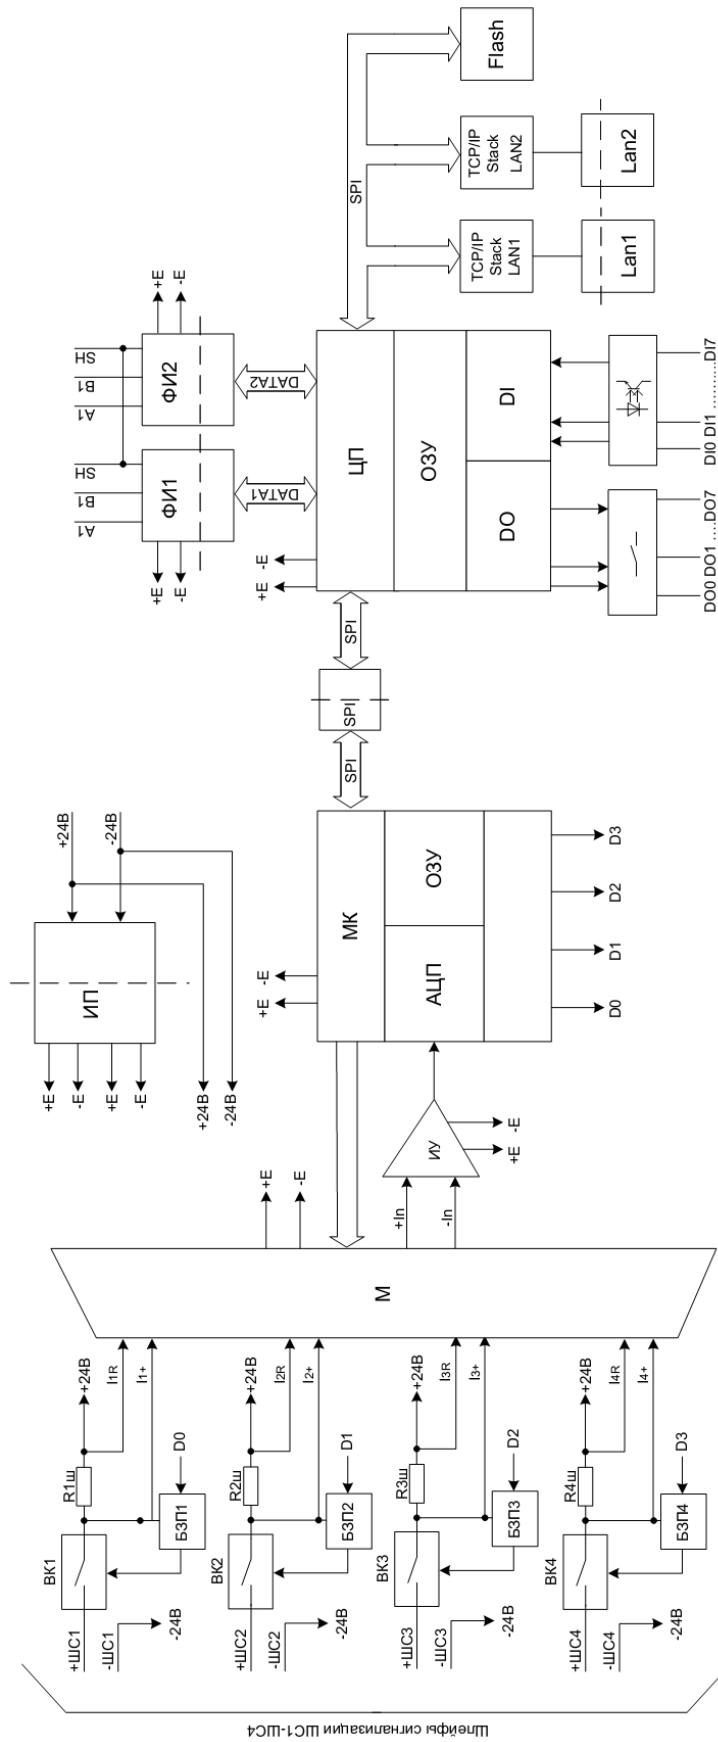 Шлейфы сигнализации ШС1-ШС4
+ШС1
-ШС1
-24В
ВК1
R1ш
+24В
I1R
I1+
БЗП1
D0
+ШС2
-ШС2
-24В
ВК2
R2ш
+24В
I2R
I2+
БЗП2
D1
+ШС3
-ШС3
-24В
ВК3
R3ш
+24В
I3R
I3+
БЗП3
D2
+ШС4
-ШС4
-24В
ВК4
R4ш
+24В
I4R
I4+
БЗП4
D3
М
+E
-E
+In
-In
ИУ
+E
-E
ИП
+E
-E
+E
-E
+24В
-24В
+24В
-24В
МК
АЦП
ОЗУ
+E
-E
D0
D1
D2
D3
SPI
SPI
SPI
ЦП
ОЗУ
DO
DI
+E
-E
DATA1
DATA2
ФИ1
A1
B1
SH
+E
-E
ФИ2
A1
B1
SH
+E
-E
SPI
Flash
TCP/IP
Stack
LAN2
Lan2
TCP/IP
Stack
LAN1
Lan1
DO0 DO1 ....DO7
DI0 DI1 ..........DI7